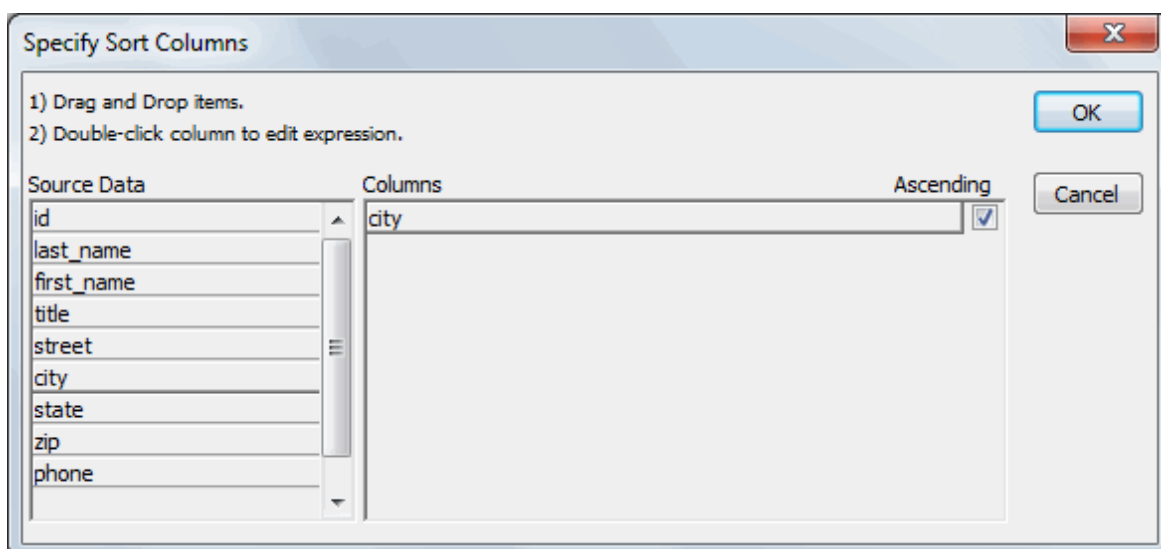 Specify Sort Columns
1) Drag and Drop items.
2) Double-click column to edit expression.
OK
Cancel
Source Data
id
last_name
first_name
title
street
city
state
zip
phone
Columns
Ascending
city